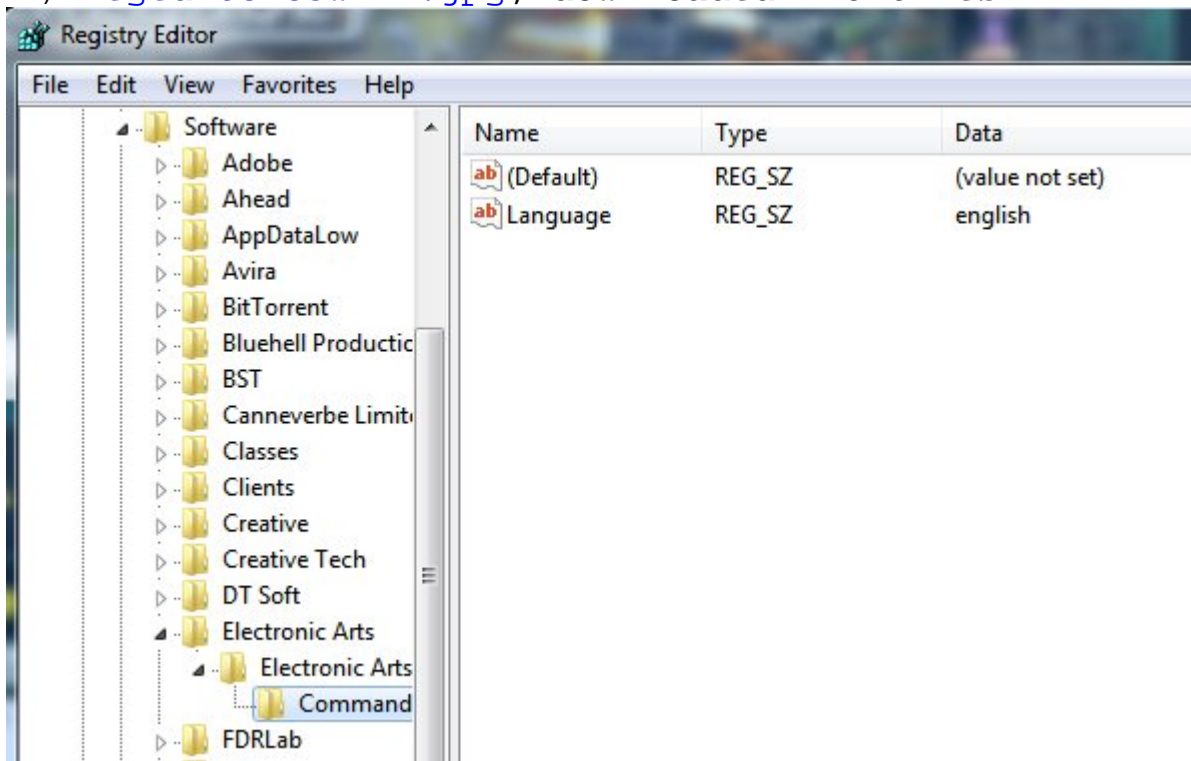 Registry Editor
File Edit View Favorites Help
Software
Adobe
Ahead
AppDataLow
Avira
BitTorrent
Bluehell Productic
BST
Canneverbe Limit
Classes
Clients
Creative
Creative Tech
DT Soft
Electronic Arts
Electronic Arts
Command
FDRLab
Name Type Data
(Default) REG_SZ (value not set)
Language REG_SZ english